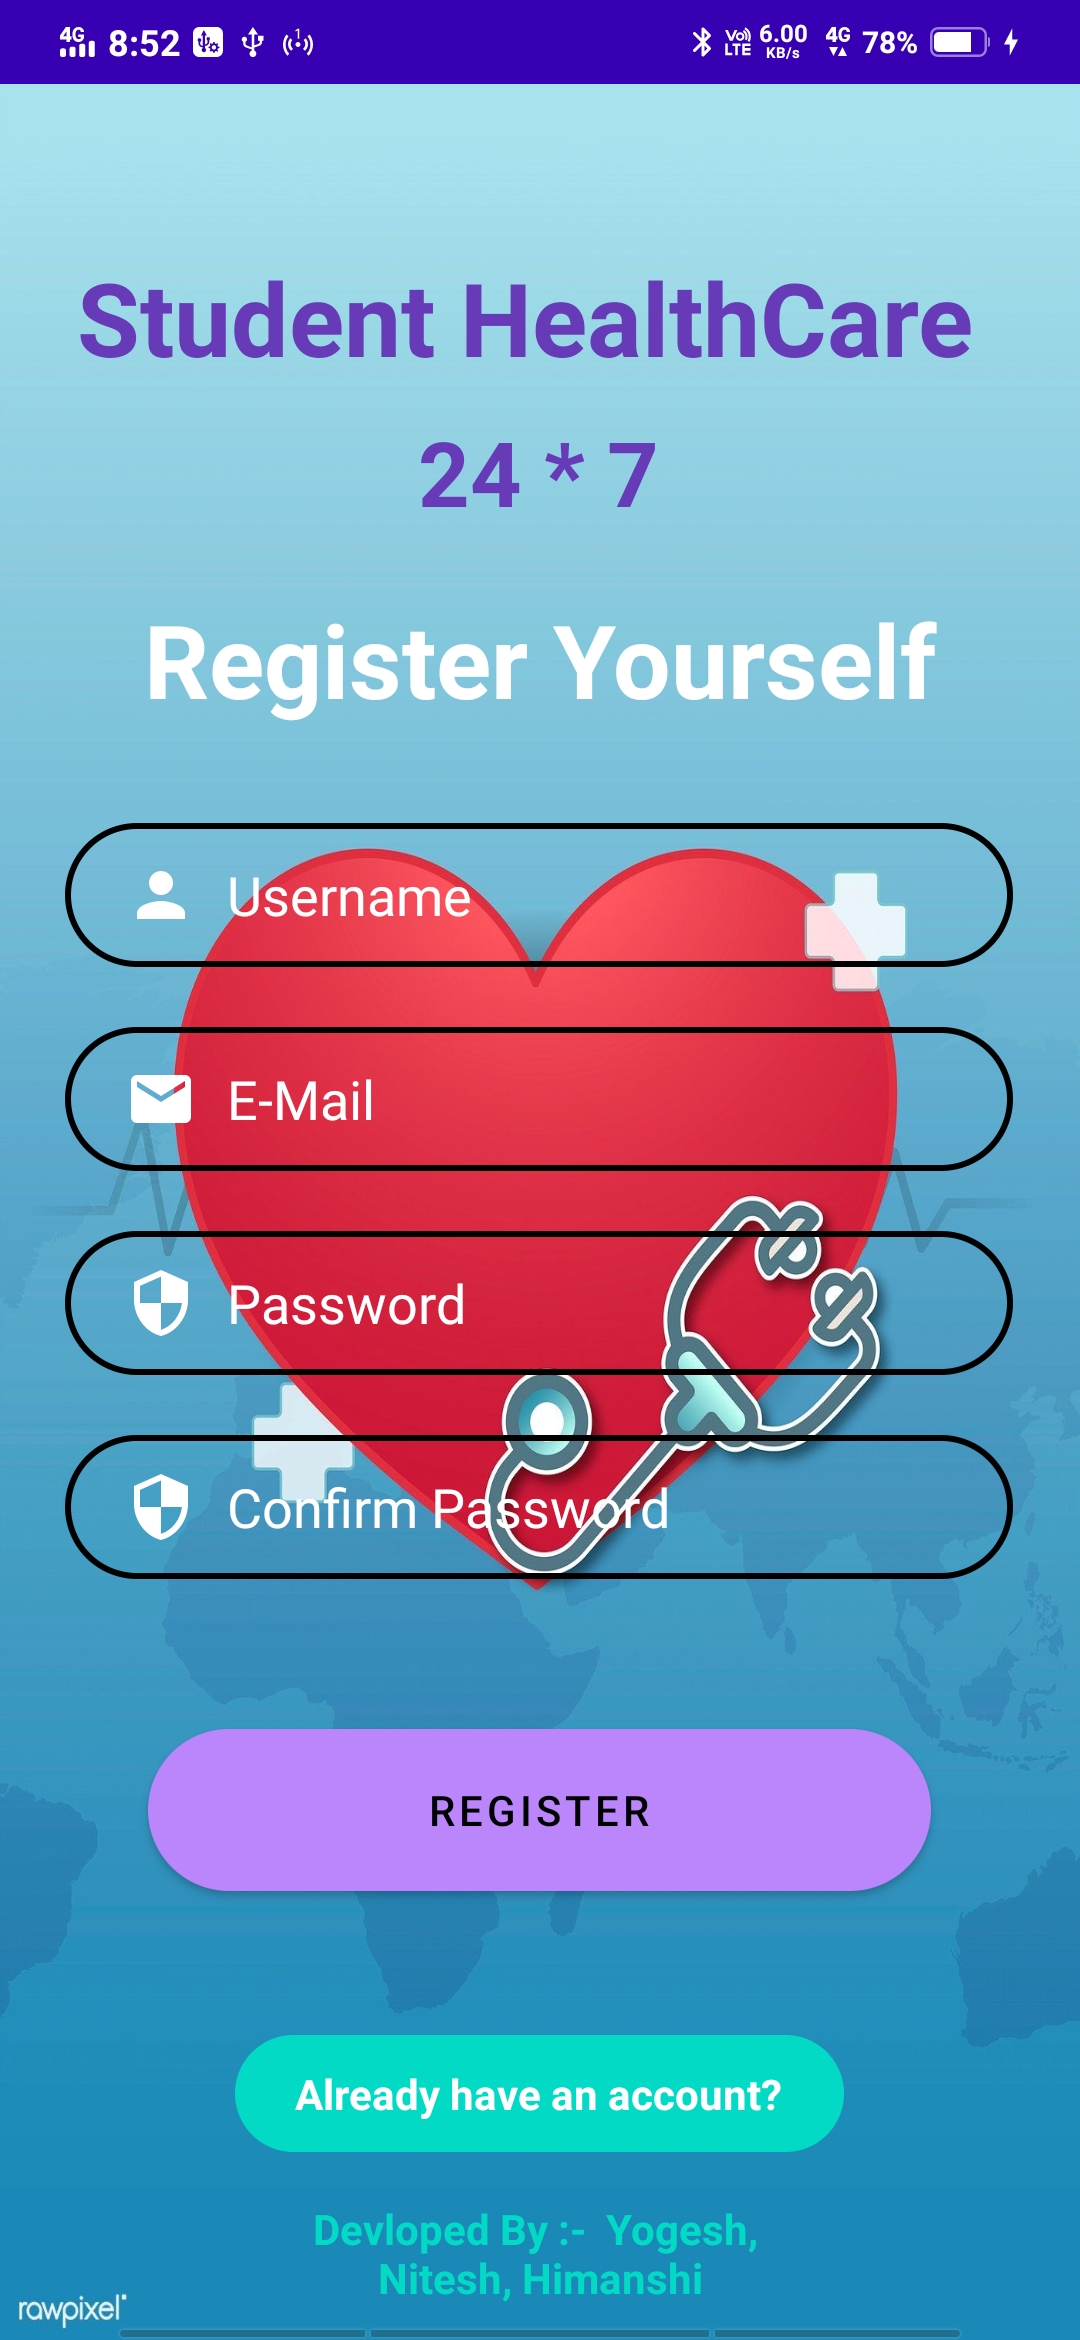 4G 8:52 1 Vo) LTE 6.00 KB/s 4G 78%
Student HealthCare
24 * 7
Register Yourself
Username
E-Mail
Password
Confirm Password
REGISTER
Already have an account?
Devloped By :- Yogesh,
Nitesh, Himanshi
rawpixel